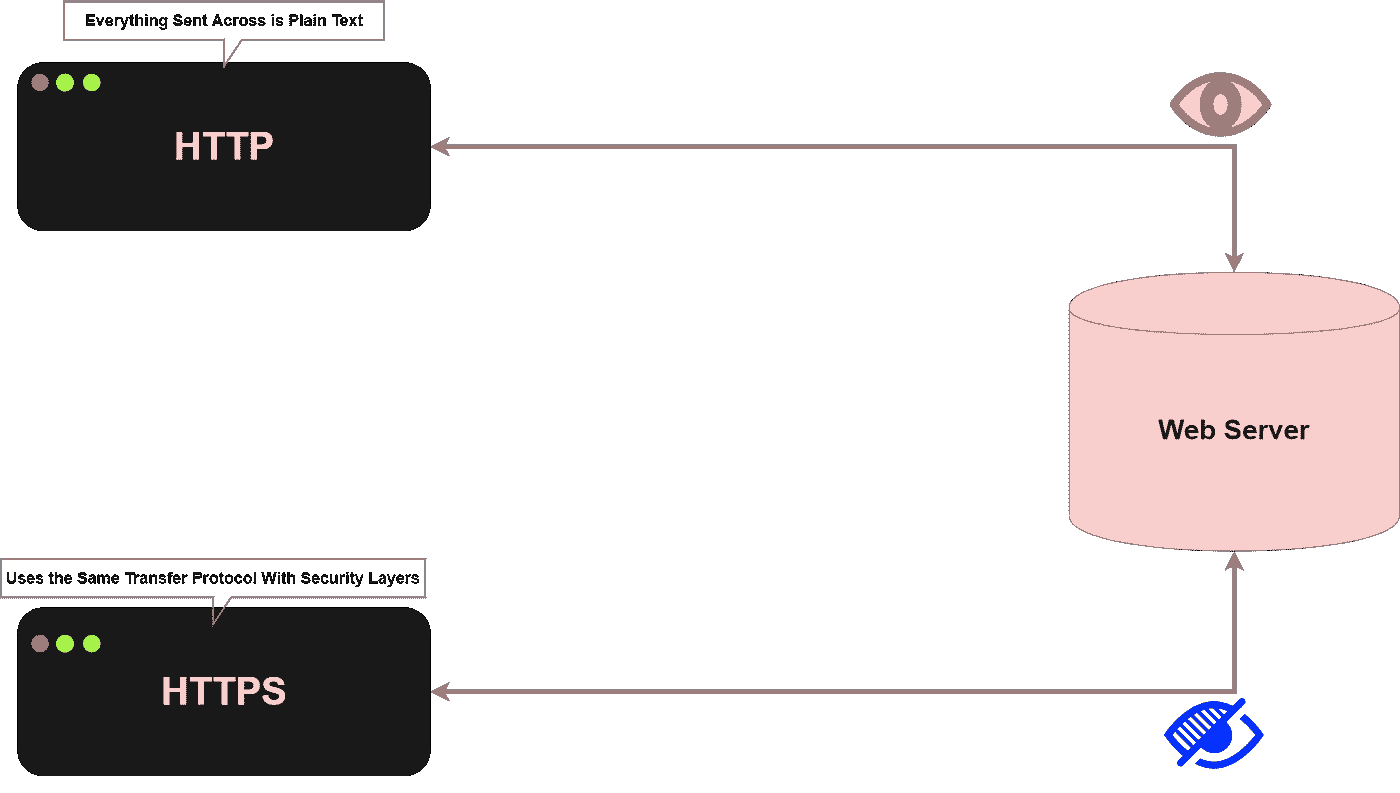 Everything Sent Across is Plain Text
HTTP
Web Server
Uses the Same Transfer Protocol With Security Layers
HTTPS